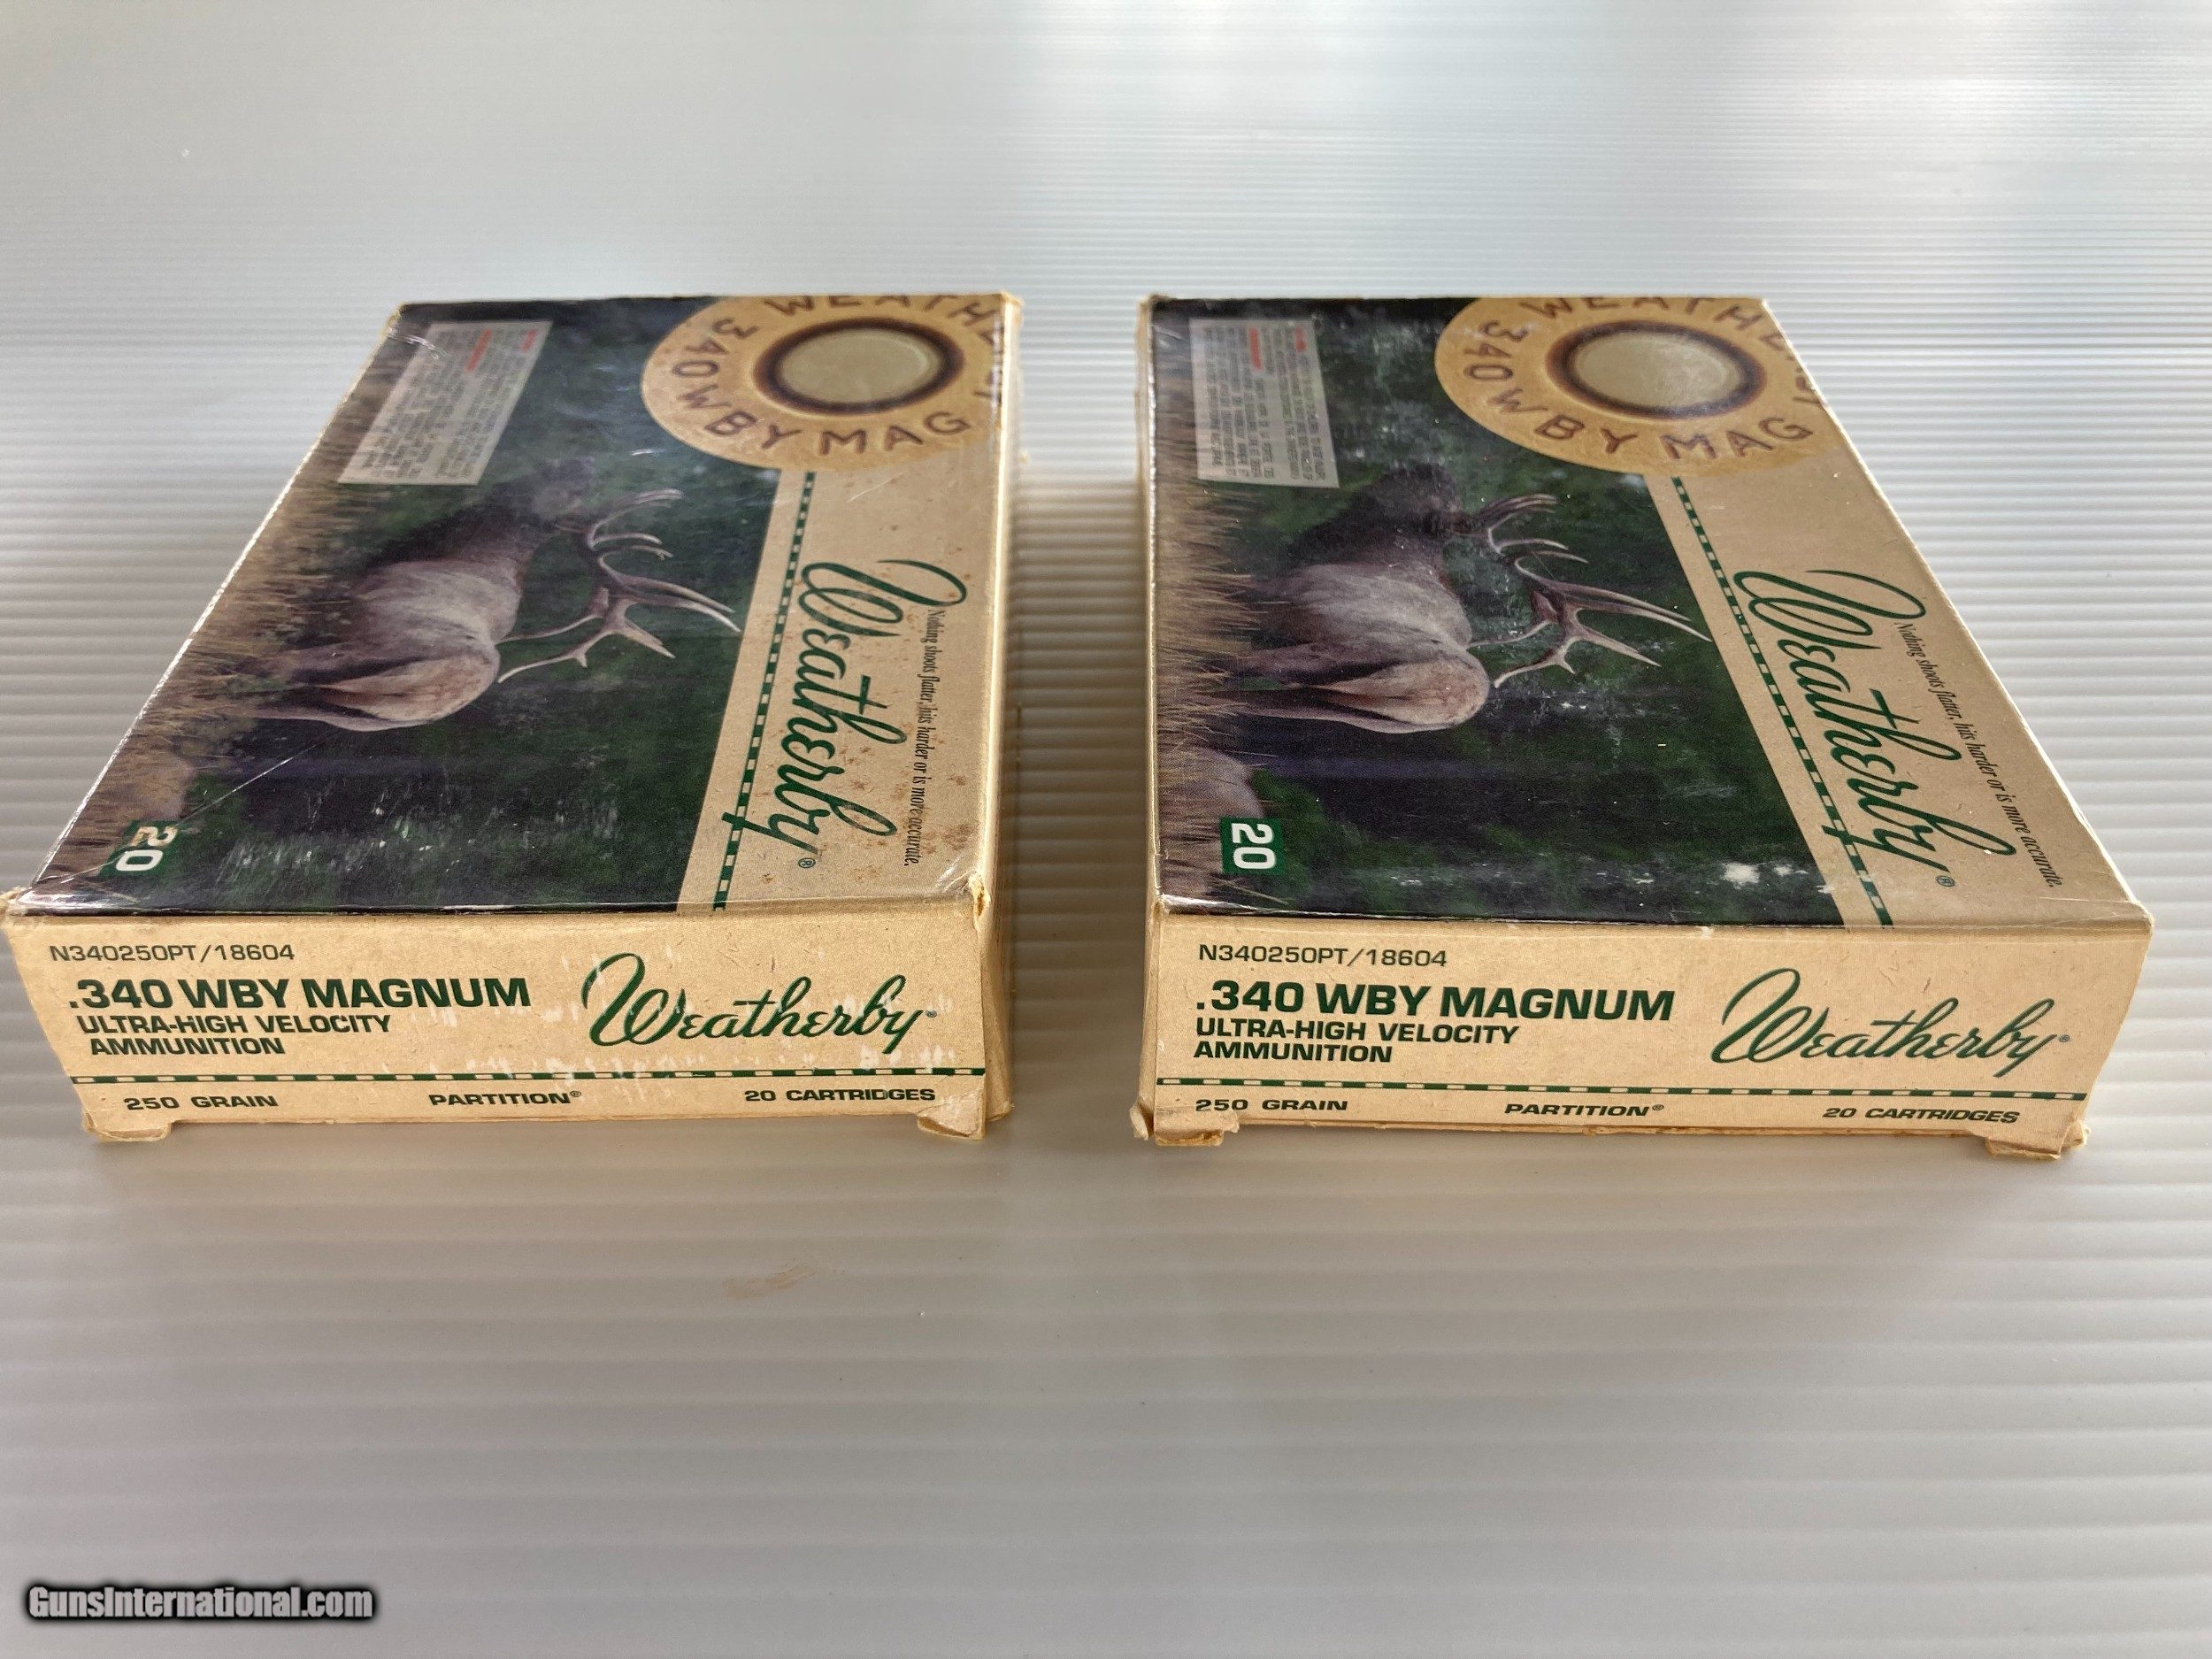 WEATHERBY
340 WBY MAG
Weatherby®
Nothing shoots flatter, hits harder or is more accurate.
20
N340250PT/18604
.340 WBY MAGNUM
ULTRA-HIGH VELOCITY
AMMUNITION
Weatherby®
250 GRAIN PARTITION® 20 CARTRIDGES
WEATHERBY
340 WBY MAG
Weatherby®
Nothing shoots flatter, hits harder or is more accurate.
20
N340250PT/18604
.340 WBY MAGNUM
ULTRA-HIGH VELOCITY
AMMUNITION
Weatherby®
250 GRAIN PARTITION® 20 CARTRIDGES
GunsInternational.com